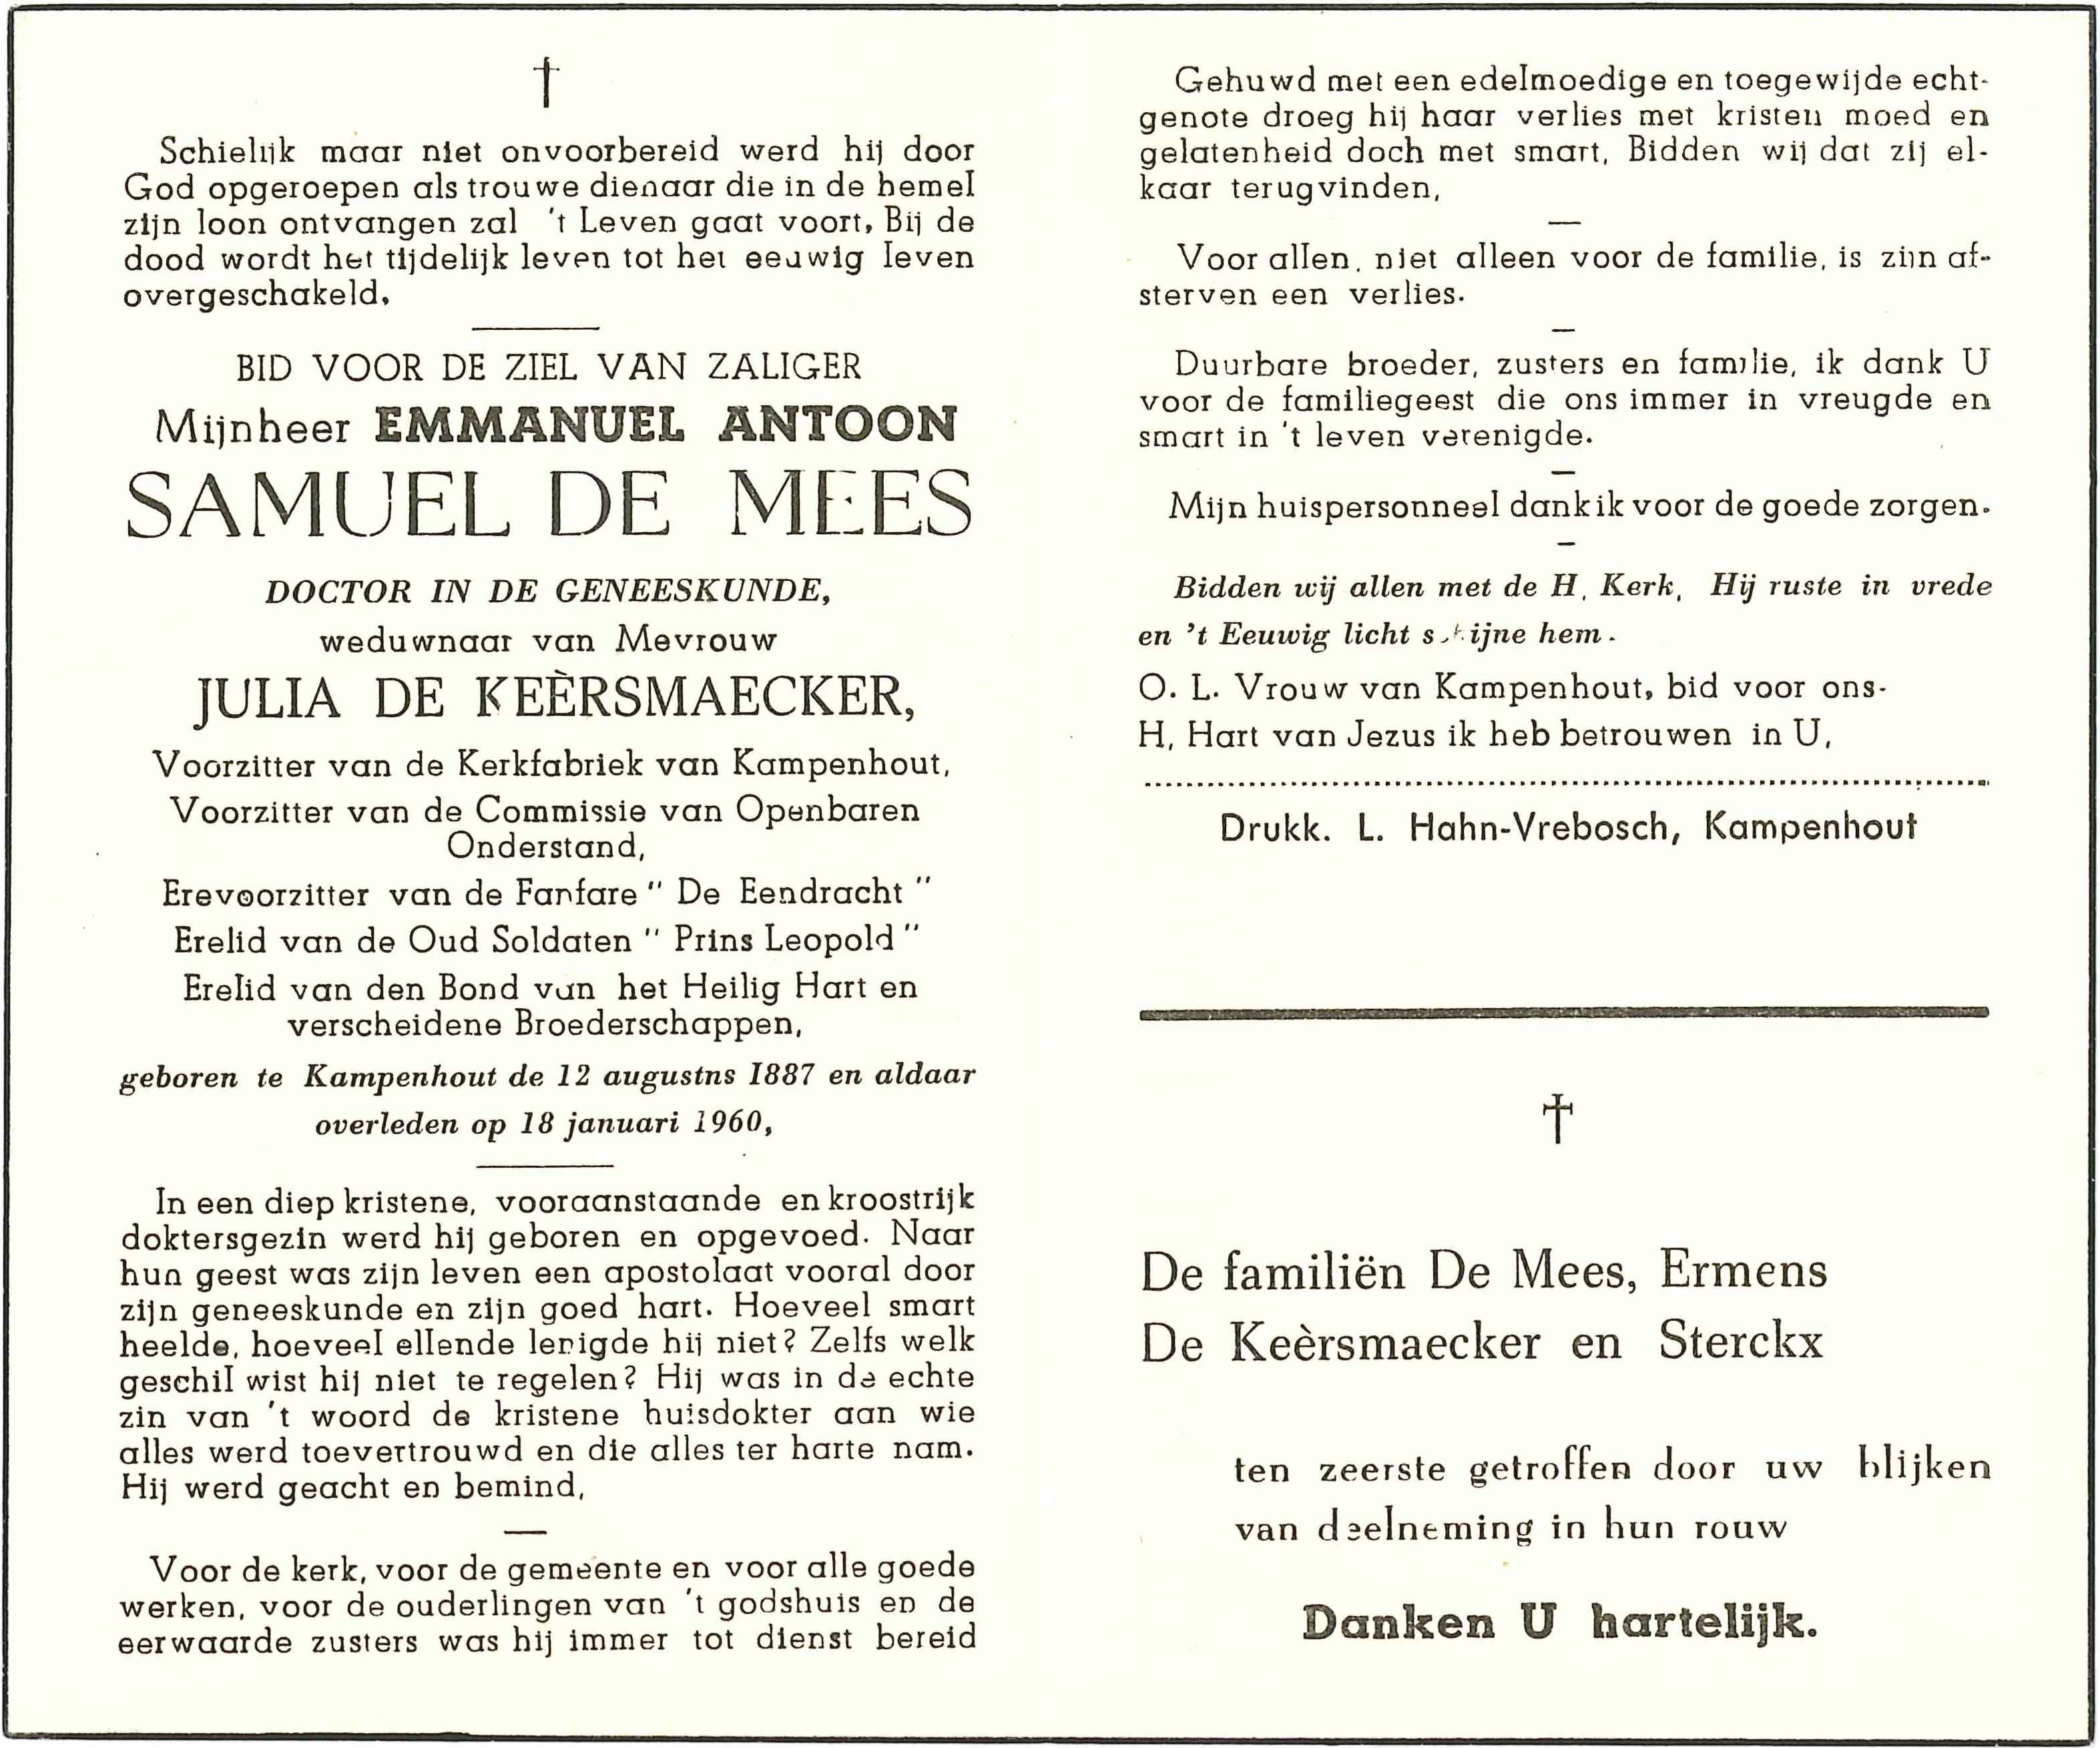 †
Schielijk maar niet onvoorbereid werd hij door
God opgeroepen als trouwe dienaar die in de hemel
zijn loon ontvangen zal 't Leven gaat voort, Bij de
dood wordt het tijdelijk leven tot het eeuwig leven
overgeschakeld,
BID VOOR DE ZIEL VAN ZALIGER
Mijnheer EMMANUEL ANTOON
SAMUEL DE MEES
DOCTOR IN DE GENEESKUNDE,
weduwnaar van Mevrouw
JULIA DE KEÈRSMAECKER,
Voorzitter van de Kerkfabriek van Kampenhout,
Voorzitter van de Commissie van Openbaren
Onderstand,
Erevoorzitter van de Fanfare " De Eendracht "
Erelid van de Oud Soldaten " Prins Leopold "
Erelid van den Bond van het Heilig Hart en
verscheidene Broederschappen,
geboren te Kampenhout de 12 augustns 1887 en aldaar
overleden op 18 januari 1960,
In een diep kristene, vooraanstaande en kroostrijk
doktersgezin werd hij geboren en opgevoed. Naar
hun geest was zijn leven een apostolaat vooral door
zijn geneeskunde en zijn goed hart. Hoeveel smart
heelde, hoeveel ellende lenigde hij niet? Zelfs welk
geschil wist hij niet te regelen? Hij was in de echte
zin van 't woord de kristene huisdokter aan wie
alles werd toevertrouwd en die alles ter harte nam.
Hij werd geacht en bemind,
Voor de kerk, voor de gemeente en voor alle goede
werken, voor de ouderlingen van 't godshuis en de
eerwaarde zusters was hij immer tot dienst bereid
Gehuwd met een edelmoedige en toegewijde echt-
genote droeg hij haar verlies met kristen moed en
gelatenheid doch met smart, Bidden wij dat zij el-
kaar terugvinden,
Voor allen, niet alleen voor de familie, is zijn af-
sterven een verlies.
Duurbare broeder, zusters en familie, ik dank U
voor de familiegeest die ons immer in vreugde en
smart in 't leven verenigde.
Mijn huispersonneel dank ik voor de goede zorgen.
Bidden wij allen met de H, Kerk, Hij ruste in vrede
en 't Eeuwig licht schijne hem.
O. L. Vrouw van Kampenhout, bid voor ons-
H, Hart van Jezus ik heb betrouwen in U,
Drukk. L. Hahn-Vrebosch, Kampenhout
†
De familiën De Mees, Ermens
De Keèrsmaecker en Sterckx
ten zeerste getroffen door uw blijken
van deelneming in hun rouw
Danken U hartelijk.